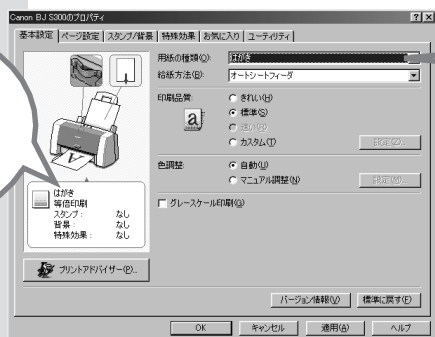 Canon BJ S300のプロパティ
基本設定 ページ設定 スタンプ/背景 特殊効果 お気に入り ユーティリティ
用紙の種類(Q): はがき
給紙方法(B): オートシートフィーダ
印刷品質: きれい(H)
標準(S)
速い(R)
カスタム(T) 設定(Z)...
a
色調整: 自動(U)
マニュアル調整(N) 設定(M)...
グレースケール印刷(G)
はがき
等倍印刷
スタンプ: なし
背景: なし
特殊効果: なし
プリントアドバイザー(P)...
バージョン情報(V) 標準に戻す(F)
OK キャンセル 適用(A) ヘルプ